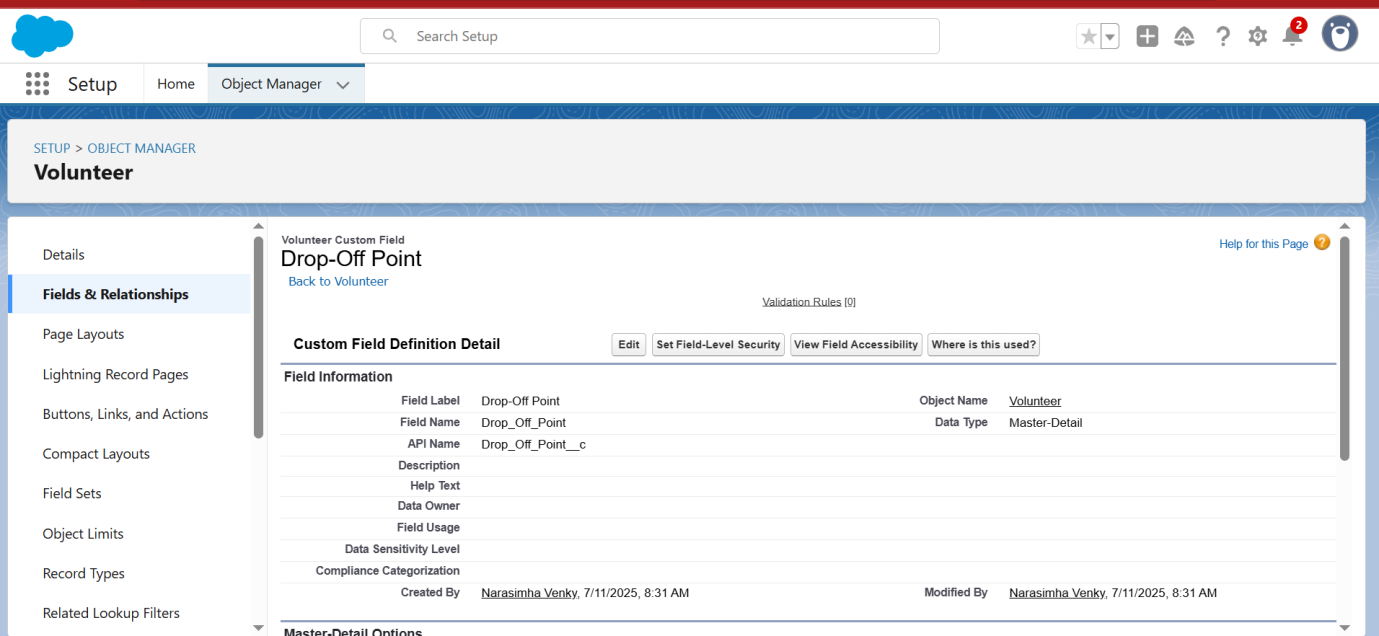 Search Setup
2
Setup
Home
Object Manager
SETUP > OBJECT MANAGER
Volunteer
Details
Fields & Relationships
Page Layouts
Lightning Record Pages
Buttons, Links, and Actions
Compact Layouts
Field Sets
Object Limits
Record Types
Related Lookup Filters
Volunteer Custom Field
Drop-Off Point
Back to Volunteer
Help for this Page ?
Validation Rules [0]
Custom Field Definition Detail
Edit
Set Field-Level Security
View Field Accessibility
Where is this used?
Field Information
Field Label Drop-Off Point Object Name Volunteer
Field Name Drop_Off_Point Data Type Master-Detail
API Name Drop_Off_Point__c
Description
Help Text
Data Owner
Field Usage
Data Sensitivity Level
Compliance Categorization
Created By Narasimha Venky, 7/11/2025, 8:31 AM Modified By Narasimha Venky, 7/11/2025, 8:31 AM
Master-Detail Options